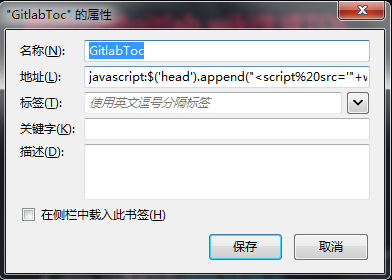 "GitlabToc" 的属性
名称(N):
GitlabToc
地址(L):
javascript:$('head').append("<script%20src='"+v
标签(T):
使用英文逗号分隔标签
关键字(K):
描述(D):
在侧栏中载入此书签(H)
保存
取消